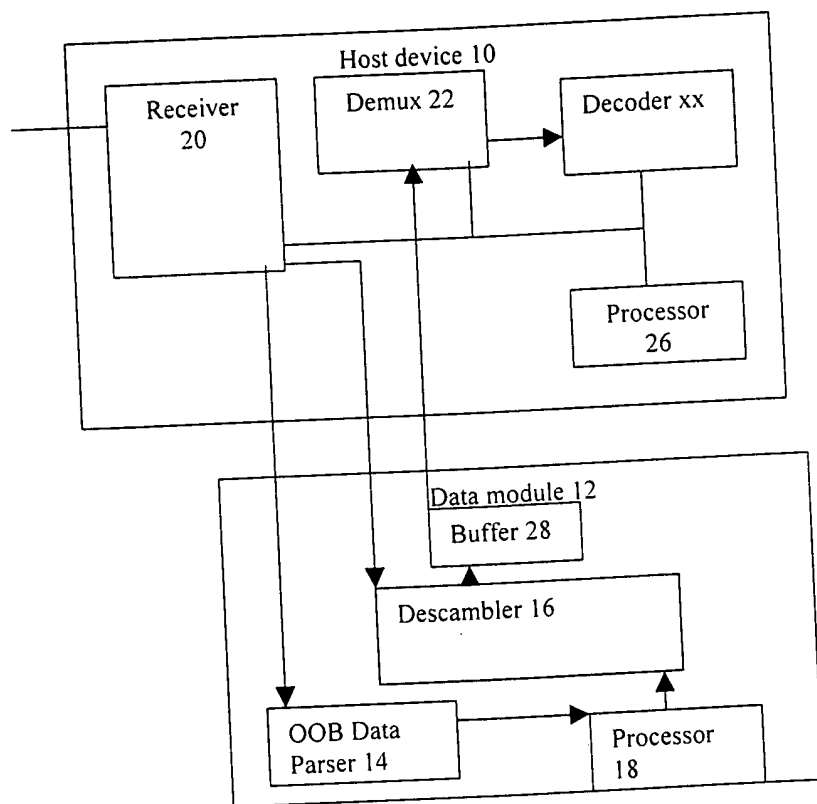 Host device 10
Receiver
20
Demux 22
Decoder xx
Processor
26
Data module 12
Buffer 28
Descambler 16
OOB Data
Parser 14
Processor
18